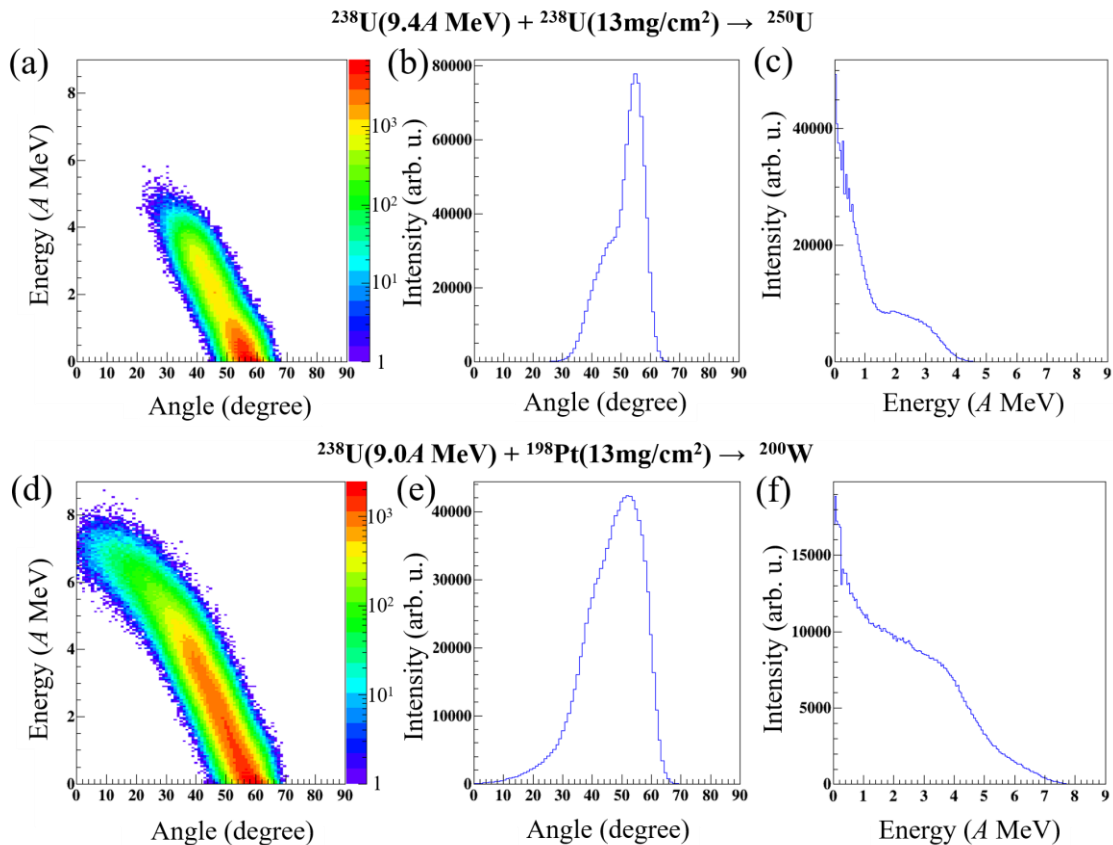 ²³⁸U(9.4A MeV) + ²³⁸U(13mg/cm²) → ²⁵⁰U
(a)
Energy (A MeV)
8
6
4
2
0
0 10 20 30 40 50 60 70 80 90
Angle (degree)
10³
10²
10¹
1
(b)
Intensity (arb. u.)
80000
60000
40000
20000
0
0 10 20 30 40 50 60 70 80 90
Angle (degree)
(c)
Intensity (arb. u.)
40000
20000
0
0 1 2 3 4 5 6 7 8 9
Energy (A MeV)
²³⁸U(9.0A MeV) + ¹⁹⁸Pt(13mg/cm²) → ²⁰⁰W
(d)
Energy (A MeV)
8
6
4
2
0
0 10 20 30 40 50 60 70 80 90
Angle (degree)
10³
10²
10¹
1
(e)
Intensity (arb. u.)
40000
30000
20000
10000
0
0 10 20 30 40 50 60 70 80 90
Angle (degree)
(f)
Intensity (arb. u.)
15000
10000
5000
0
0 1 2 3 4 5 6 7 8 9
Energy (A MeV)